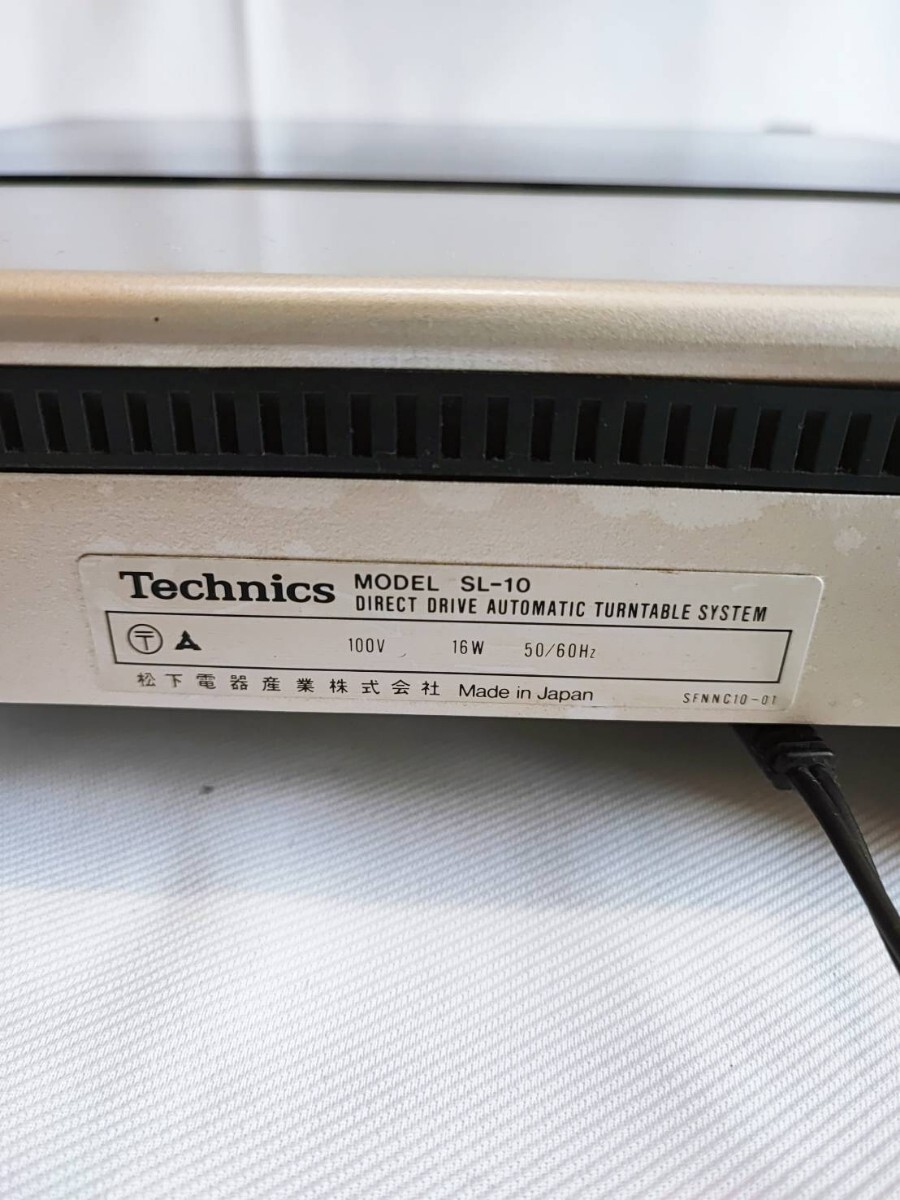 Technics MODEL SL-10
DIRECT DRIVE AUTOMATIC TURNTABLE SYSTEM
〒 100V 16W 50/60Hz
松下電器産業株式会社 Made in Japan SFNNC10-01